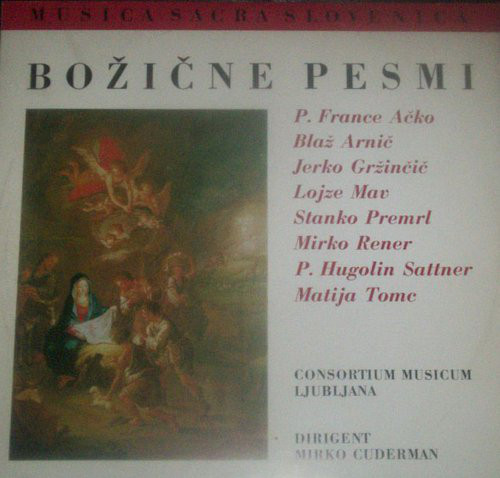 MUSICA SACRA SLOVENICA
BOŽIČNE PESMI
P. France Ačko
Blaž Arnič
Jerko Gržinčič
Lojze Mav
Stanko Premrl
Mirko Rener
P. Hugolin Sattner
Matija Tomc
CONSORTIUM MUSICUM
LJUBLJANA
DIRIGENT
MIRKO CUDERMAN